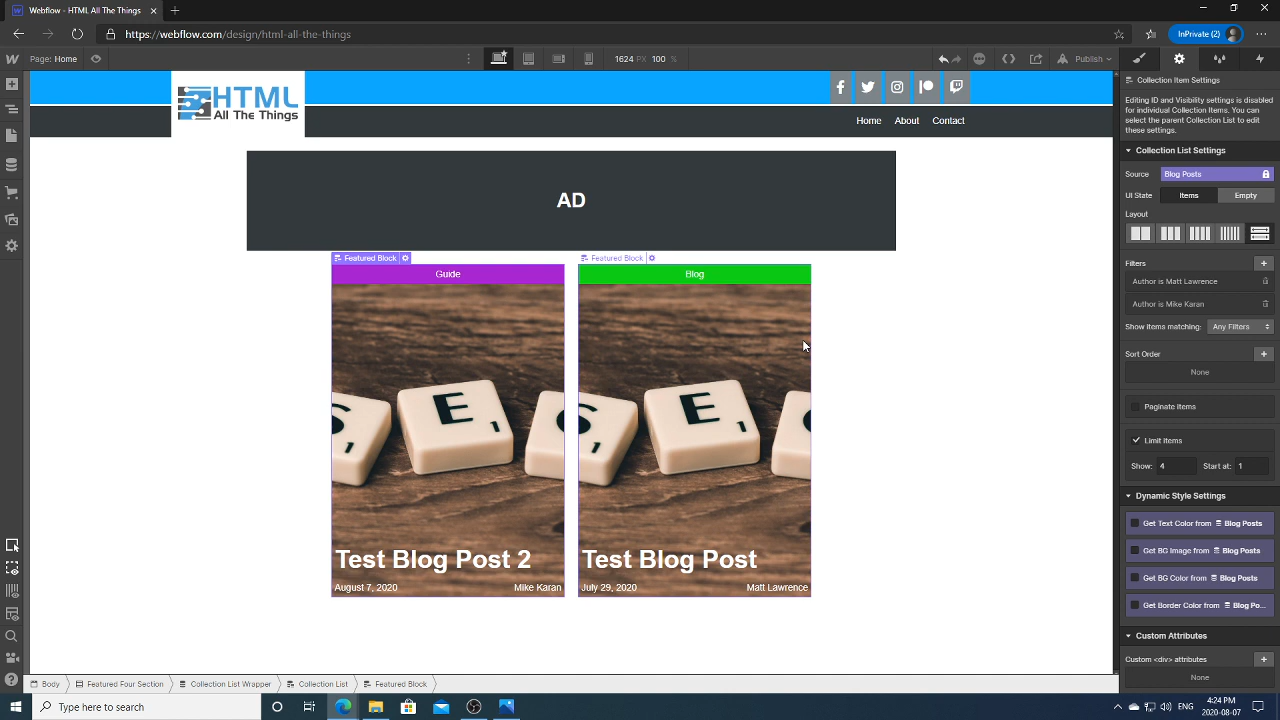 Webflow - HTML All The Things
https://webflow.com/design/html-all-the-things
InPrivate (2)
Page: Home
1624 PX 100 %
Publish
HTML
All The Things
Home About Contact
AD
Featured Block
Featured Block
Guide
Blog
S E S
1 1
S E S
1 1
Test Blog Post 2
August 7, 2020 Mike Karan
Test Blog Post
July 29, 2020 Matt Lawrence
Collection Item Settings
Editing ID and Visibility settings is disabled
for individual Collection Items. You can
select the parent Collection List to edit
these settings.
Collection List Settings
Source Blog Posts
UI State Items Empty
Layout
Filters
Author is Matt Lawrence
Author is Mike Karan
Show items matching: Any Filters
Sort Order
None
Paginate items
Limit items
Show: 4 Start at: 1
Dynamic Style Settings
Get Text Color from Blog Posts
Get BG Image from Blog Posts
Get BG Color from Blog Posts
Get Border Color from Blog Po...
Custom Attributes
Custom <div> attributes
None
Body Featured Four Section Collection List Wrapper Collection List Featured Block
Type here to search
ENG
4:24 PM
2020-08-07